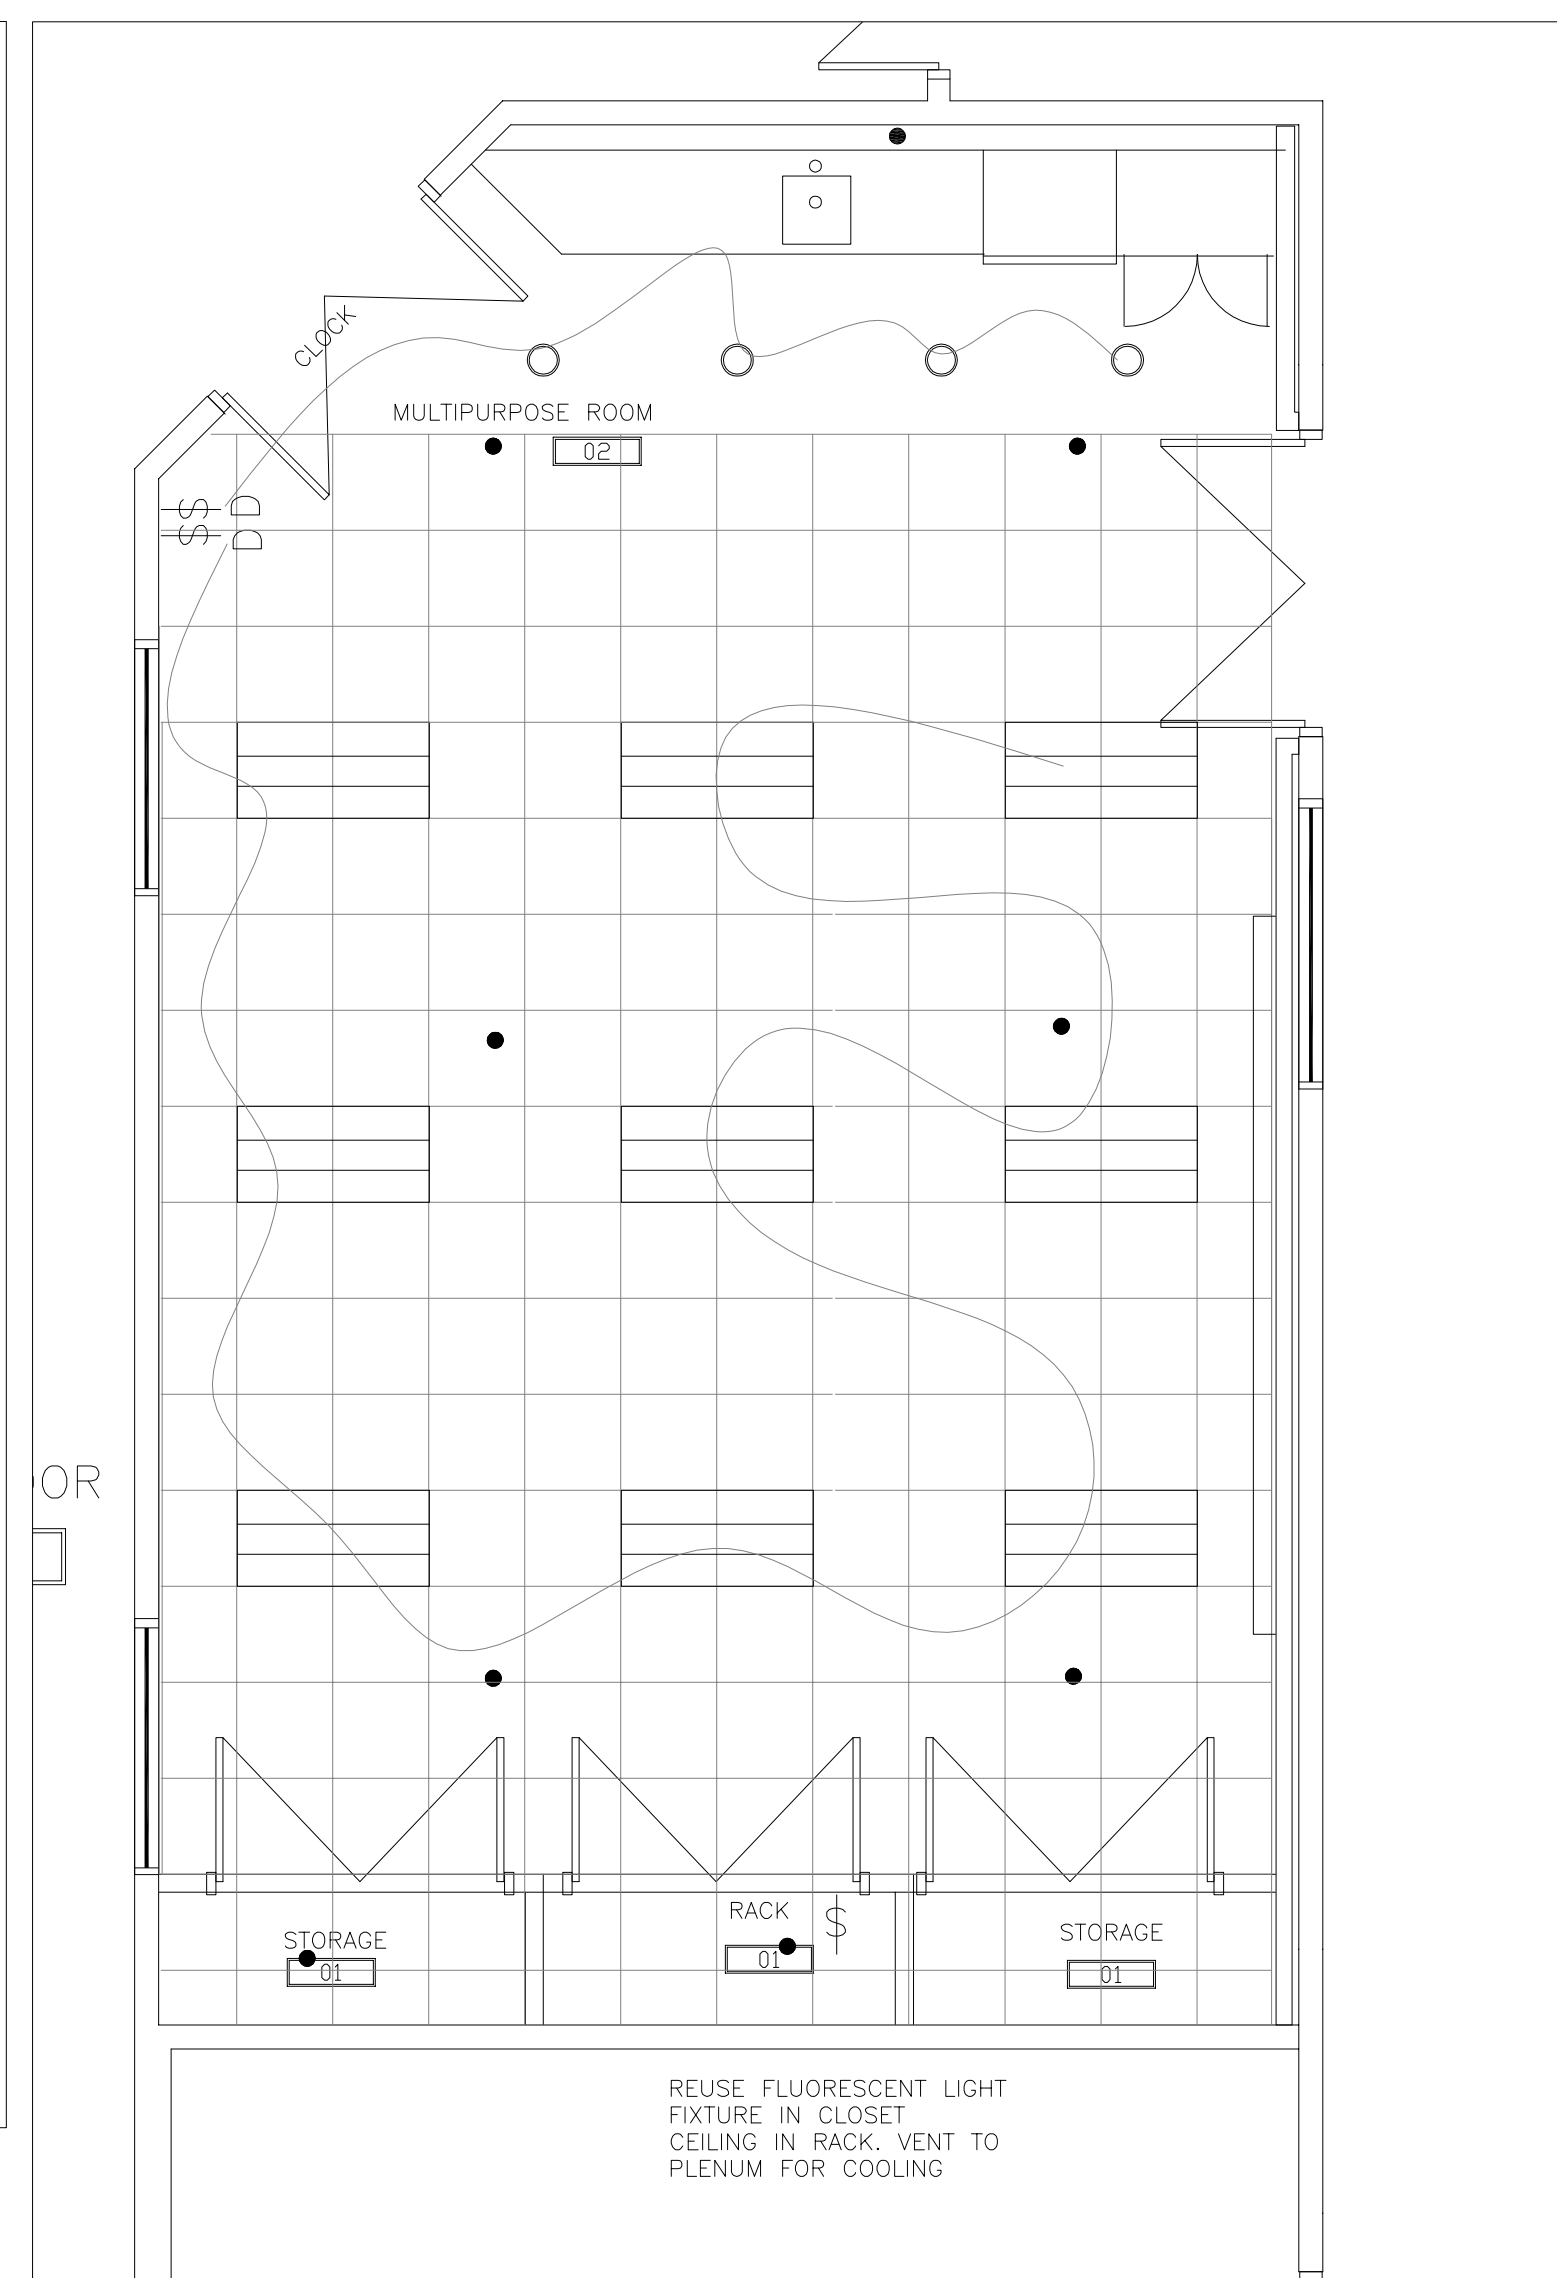 CLOCK
MULTIPURPOSE ROOM
02
$ D
$ D
OR
RACK
$
STORAGE
STORAGE
01
01
01
REUSE FLUORESCENT LIGHT
FIXTURE IN CLOSET
CEILING IN RACK. VENT TO
PLENUM FOR COOLING